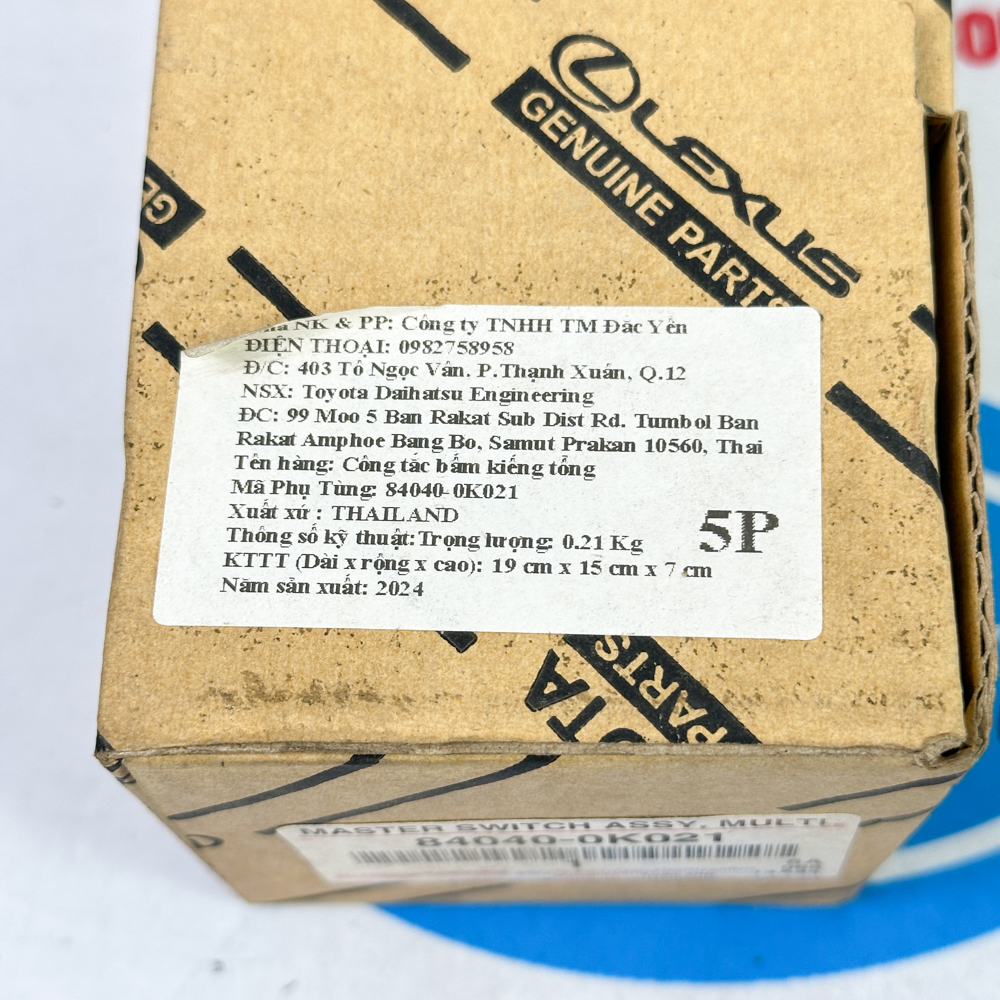 LEXUS
GENUINE PARTS
NK & PP: Công ty TNHH TM Đắc Yến
ĐIỆN THOẠI: 0982758958
Đ/C: 403 Tô Ngọc Vân. P.Thạnh Xuân, Q.12
NSX: Toyota Daihatsu Engineering
ĐC: 99 Moo 5 Ban Rakat Sub Dist Rd. Tumbol Ban
Rakat Amphoe Bang Bo, Samut Prakan 10560, Thai
Tên hàng: Công tắc bấm kiếng tổng
Mã Phụ Tùng: 84040-0K021
Xuất xứ : THAILAND
5P
Thông số kỹ thuật:Trọng lượng: 0.21 Kg
KTTT (Dài x rộng x cao): 19 cm x 15 cm x 7 cm
Năm sản xuất: 2024
PARTS
MASTER SWITCH ASSY, MULTI
84040-0K021